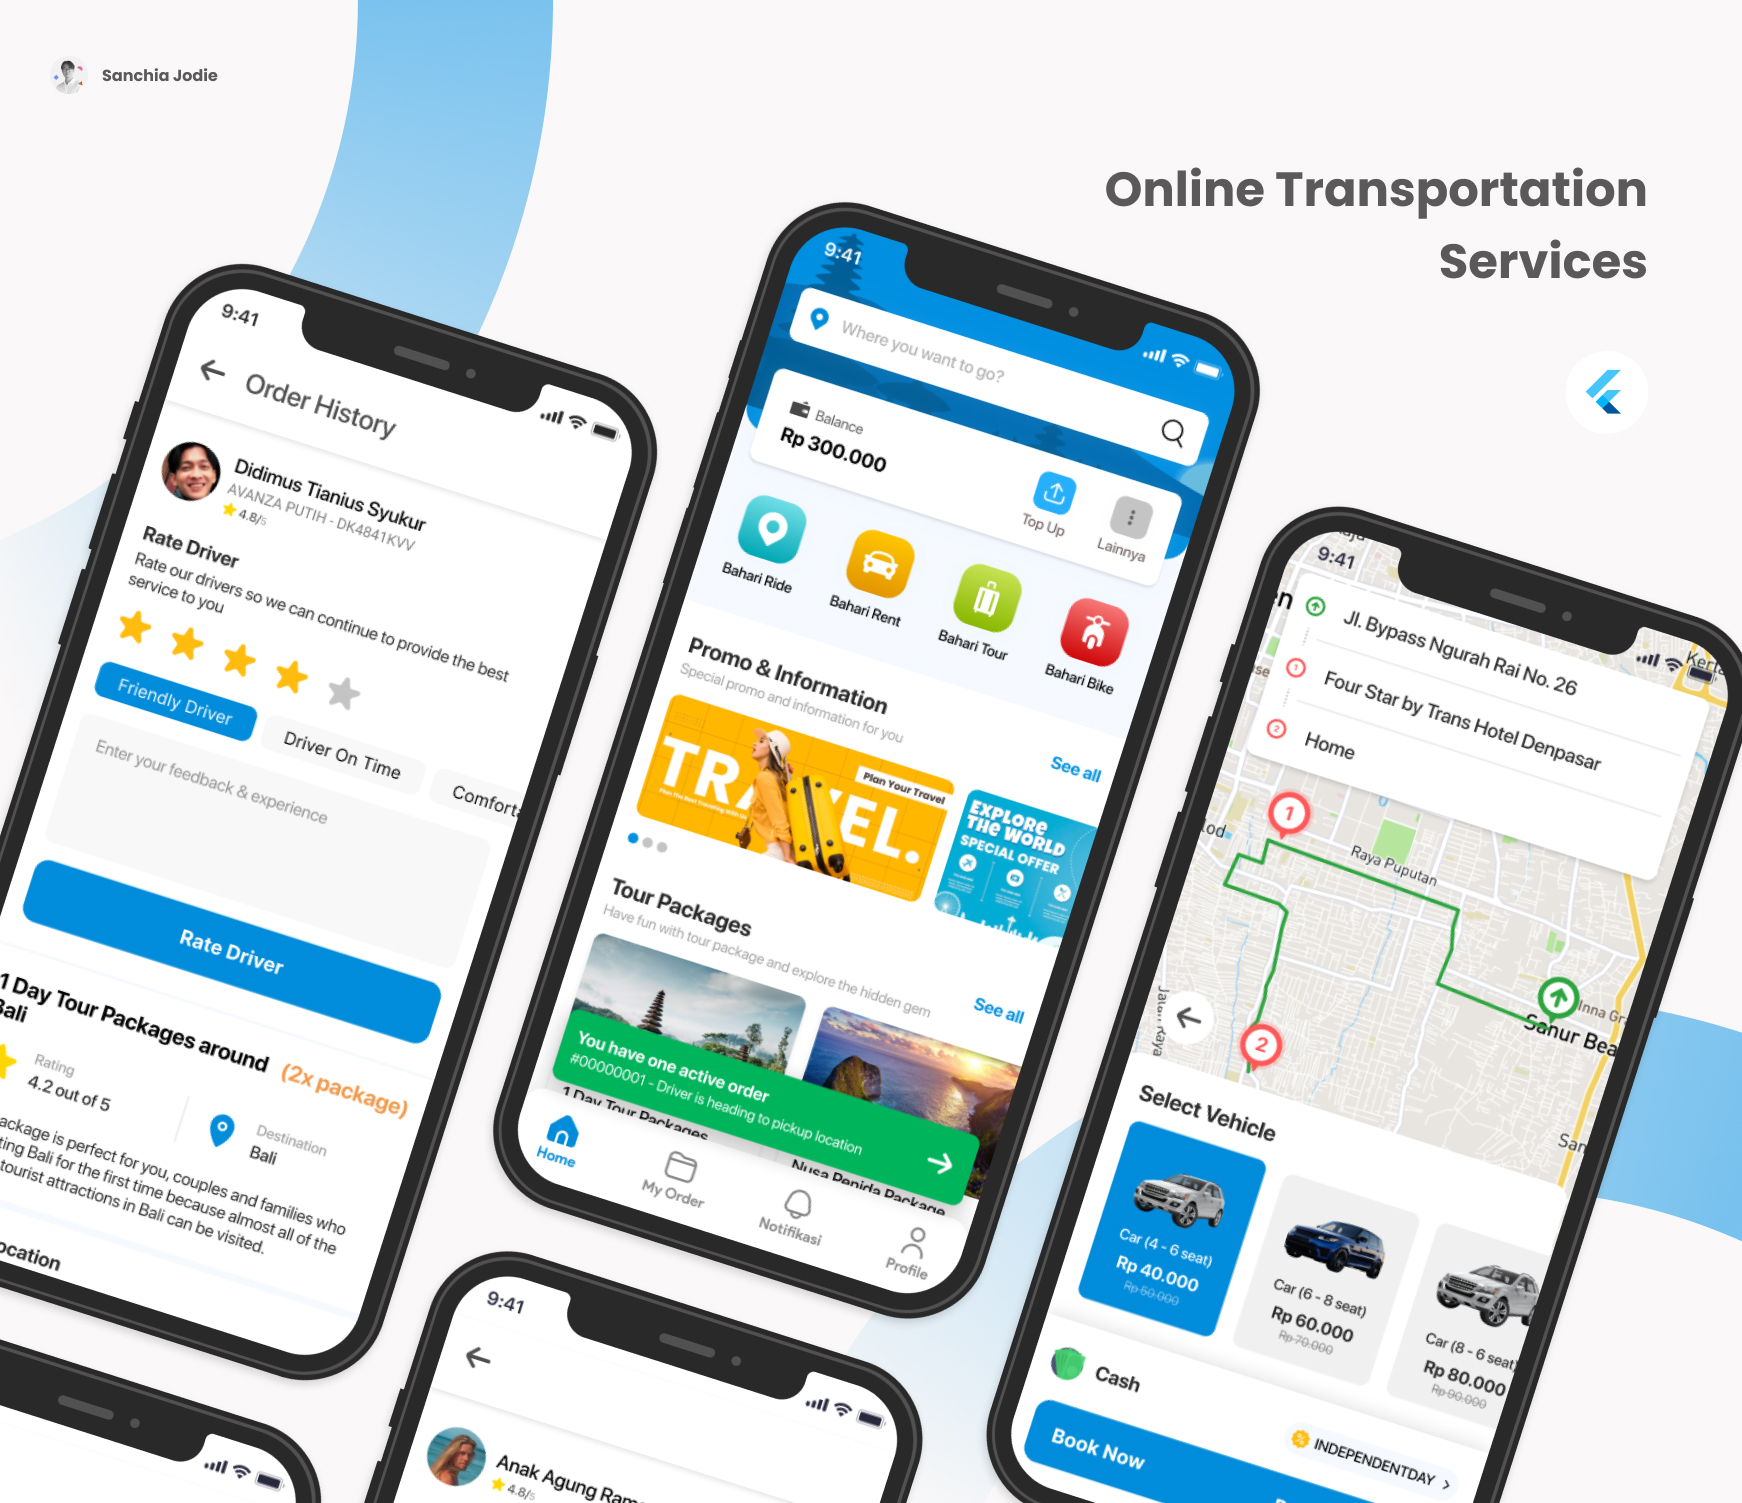 Sanchia Jodie
Online Transportation
Services
9:41
Order History
Didimus Tianius Syukur
AVANZA PUTIH - DK4841KVV
4.8/5
Rate Driver
Rate our drivers so we can continue to provide the best
service to you
Friendly Driver
Driver On Time
Enter your feedback & experience
Rate Driver
1 Day Tour Packages around
(2x package)
Rating
4.2 out of 5
Destination
Bali
package is perfect for you, couples and families who
Bali for the first time because almost all of the
tourist attractions in Bali can be visited.
9:41
Where you want to go?
Balance
Rp 300.000
Top Up
Lainnya
Bahari Ride
Bahari Rent
Bahari Tour
Bahari Bike
Promo & Information
Special promo and information for you
See all
Plan Your Travel
EXPLORE
THE WORLD
SPECIAL OFFER
Tour Packages
Have fun with tour package and explore the hidden gem
See all
You have one active order
#00000001 - Driver is heading to pickup location
1 Day Tour Packages
Nusa Penida Package
Home
My Order
Notifikasi
Profile
9:41
Jl. Bypass Ngurah Rai No. 26
1
Four Star by Trans Hotel Denpasar
2
Home
1
Raya Puputan
Inna
Sanur
2
Select Vehicle
Car (4 - 6 seat)
Rp 40.000
Rp 50.000
Car (6 - 8 seat)
Rp 60.000
Rp 70.000
Car (8 - 6 seat)
Rp 80.000
Rp 90.000
Cash
INDEPENDENTDAY
Book Now
9:41
Anak Agung
4.8/5